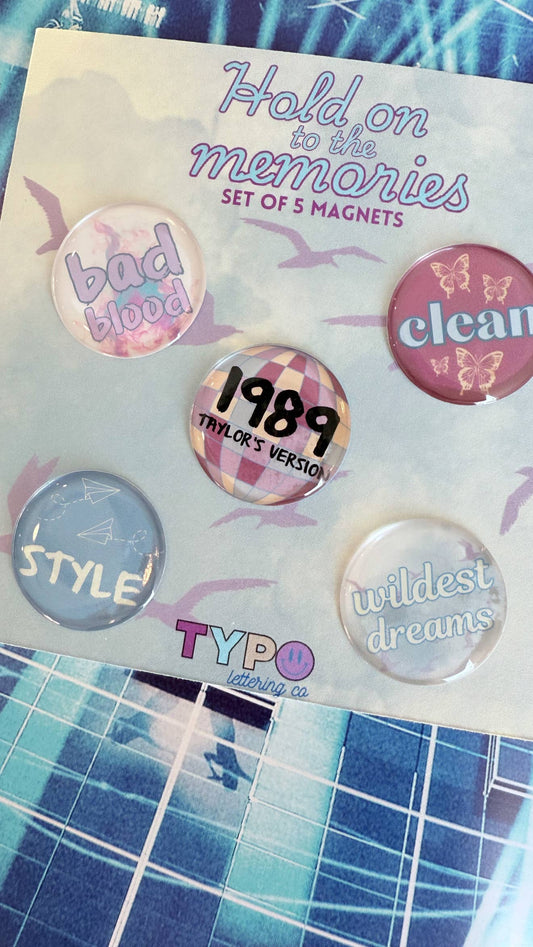 Hold on
to the
memories
SET OF 5 MAGNETS
bad
blood
clean
1989
TAYLOR'S VERSION
STYLE
wildest
dreams
TYPO
lettering co